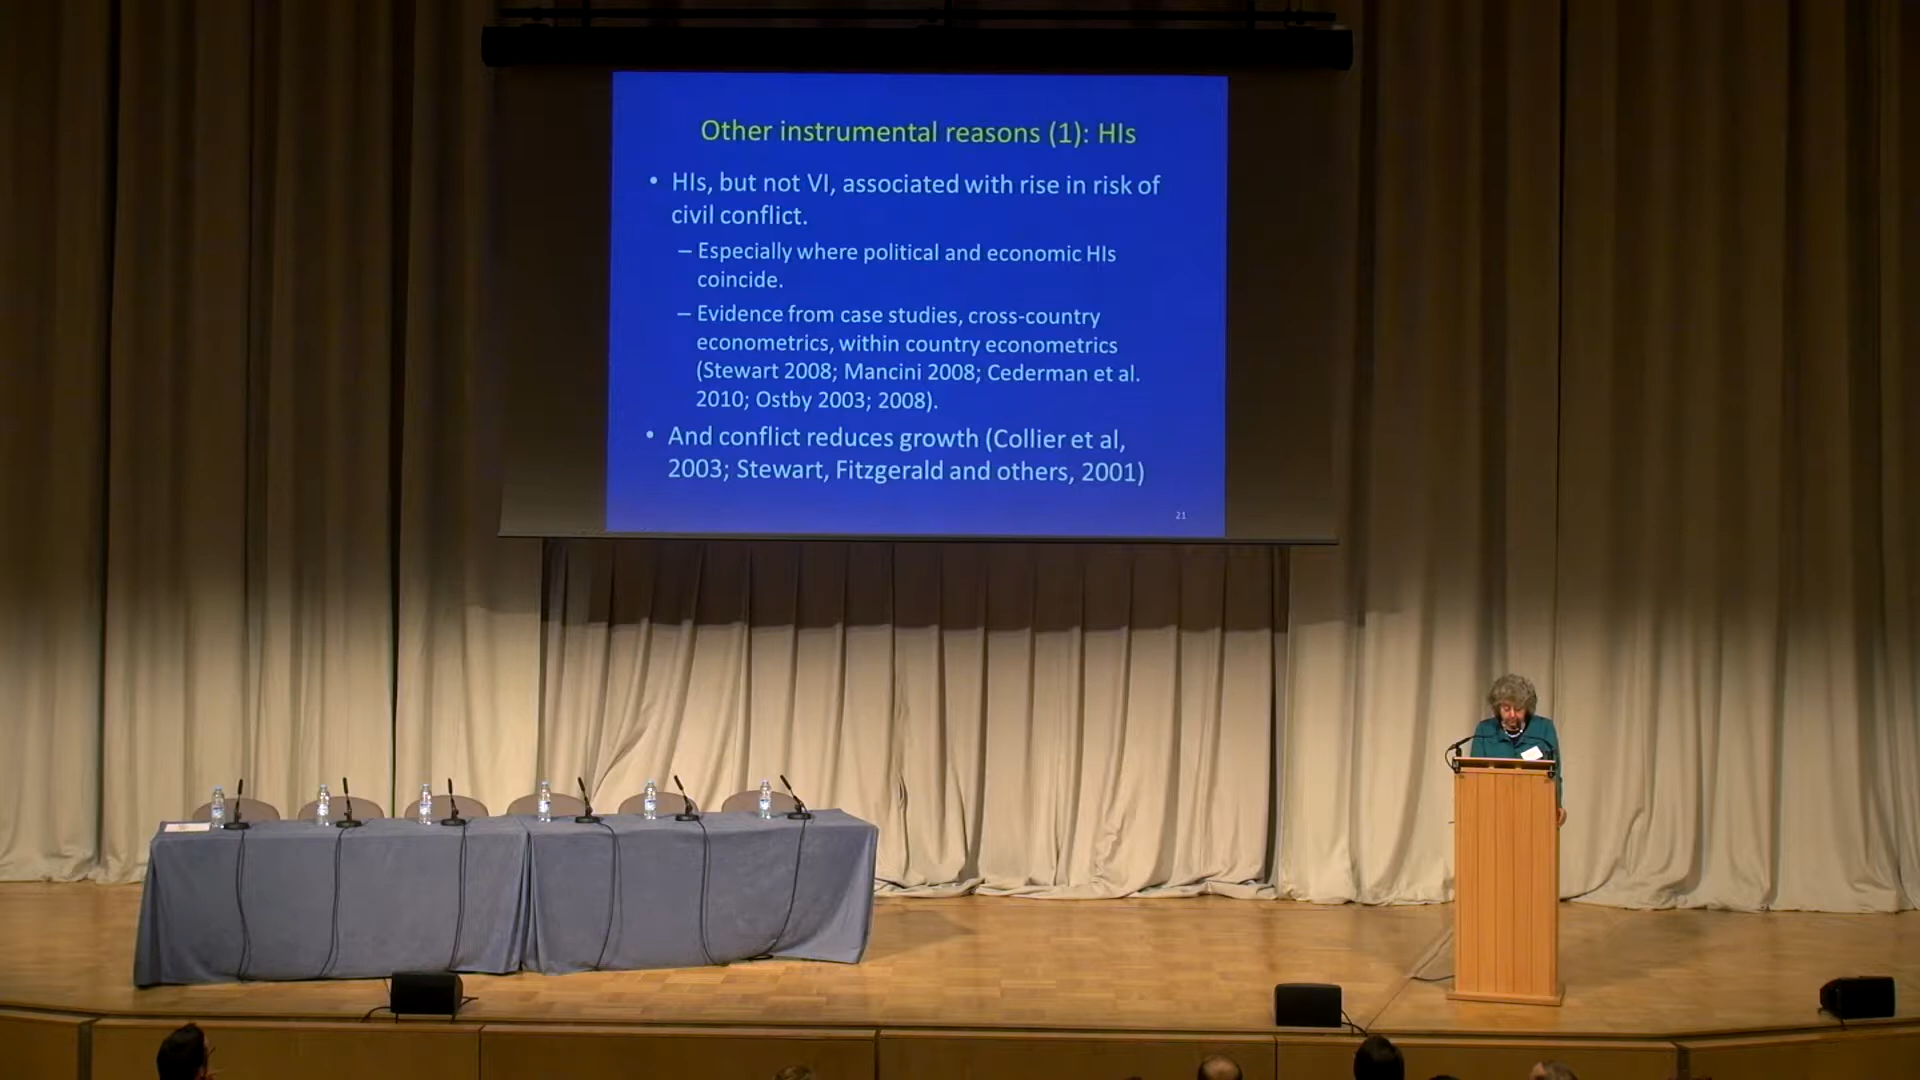 Other instrumental reasons (1): HIs
• HIs, but not VI, associated with rise in risk of
civil conflict.
– Especially where political and economic HIs
coincide.
– Evidence from case studies, cross-country
econometrics, within country econometrics
(Stewart 2008; Mancini 2008; Cederman et al.
2010; Ostby 2003; 2008).
• And conflict reduces growth (Collier et al,
2003; Stewart, Fitzgerald and others, 2001)
21